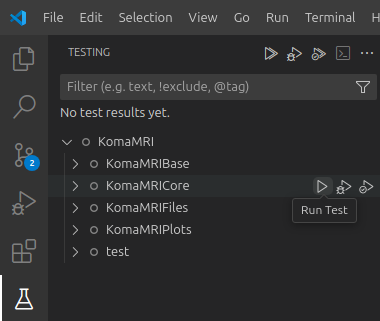 File Edit Selection View Go Run Terminal H
TESTING
Filter (e.g. text, !exclude, @tag)
No test results yet.
KomaMRI
KomaMRIBase
KomaMRICore
Run Test
KomaMRIFiles
KomaMRIPlots
test
2